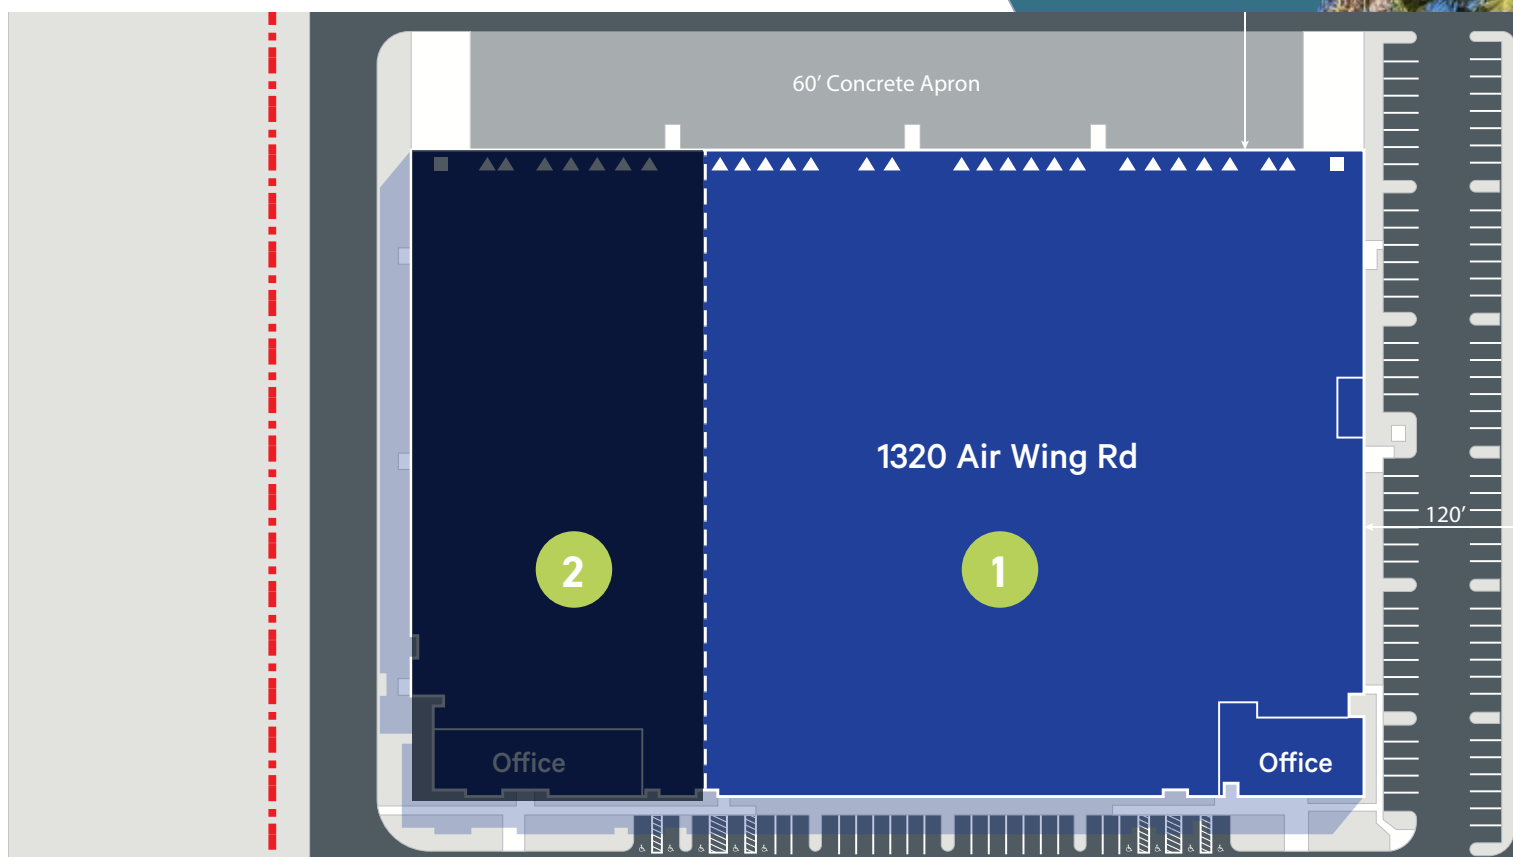 60’ Concrete Apron
1320 Air Wing Rd
120’
2
1
Office
Office